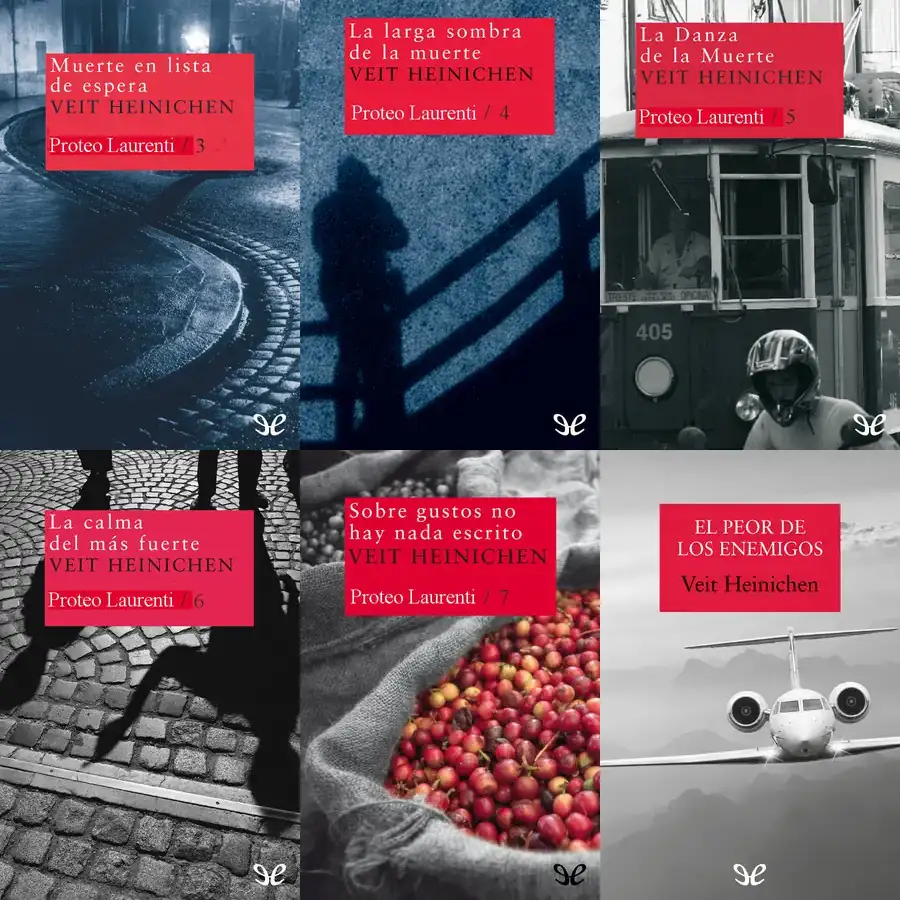 Muerte en lista
de espera
VEIT HEINICHEN
Proteo Laurenti / 3
La larga sombra
de la muerte
VEIT HEINICHEN
Proteo Laurenti / 4
La Danza
de la Muerte
VEIT HEINICHEN
Proteo Laurenti / 5
405
La calma
del más fuerte
VEIT HEINICHEN
Proteo Laurenti / 6
Sobre gustos no
hay nada escrito
VEIT HEINICHEN
Proteo Laurenti / 7
EL PEOR DE
LOS ENEMIGOS
Veit Heinichen